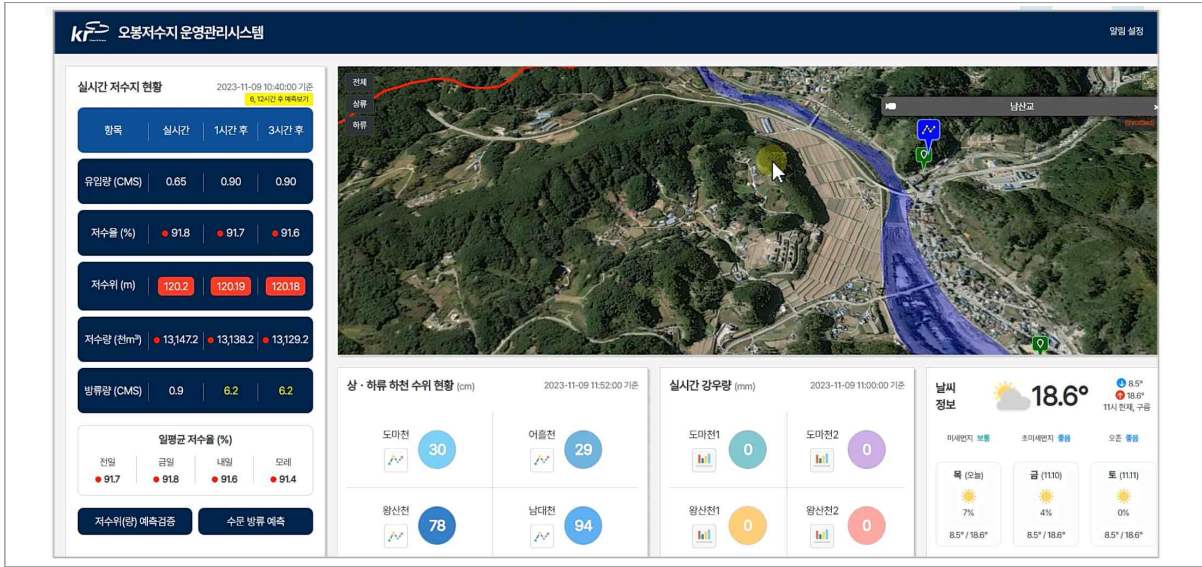 kr 오봉저수지 운영관리시스템
알림 설정
실시간 저수지 현황 2023-11-09 10:40:00 기준
6, 12시간 후 예측보기
항목 실시간 1시간 후 3시간 후
유입량 (CMS) 0.65 0.90 0.90
저수율 (%) 91.8 91.7 91.6
저수위 (m) 120.2 120.19 120.18
저수량 (천m³) 13,147.2 13,138.2 13,129.2
방류량 (CMS) 0.9 6.2 6.2
일평균 저수율 (%)
전일 금일 내일 모레
91.7 91.8 91.6 91.4
저수위(량) 예측검증 수문 방류 예측
전체
상류
하류
남산교 ×
(throttled)
상 · 하류 하천 수위 현황 (cm) 2023-11-09 11:52:00 기준
도마천 30 어흘천 29
왕산천 78 남대천 94
실시간 강우량 (mm) 2023-11-09 11:00:00 기준
도마천1 0 도마천2 0
왕산천1 0 왕산천2 0
날씨
정보
18.6°
8.5°
18.6°
11시 현재, 구름
미세먼지 보통 초미세먼지 좋음 오존 좋음
목 (오늘) 금 (11.10) 토 (11.11)
7% 4% 0%
8.5° / 18.6° 8.5° / 18.6° 8.5° / 18.6°